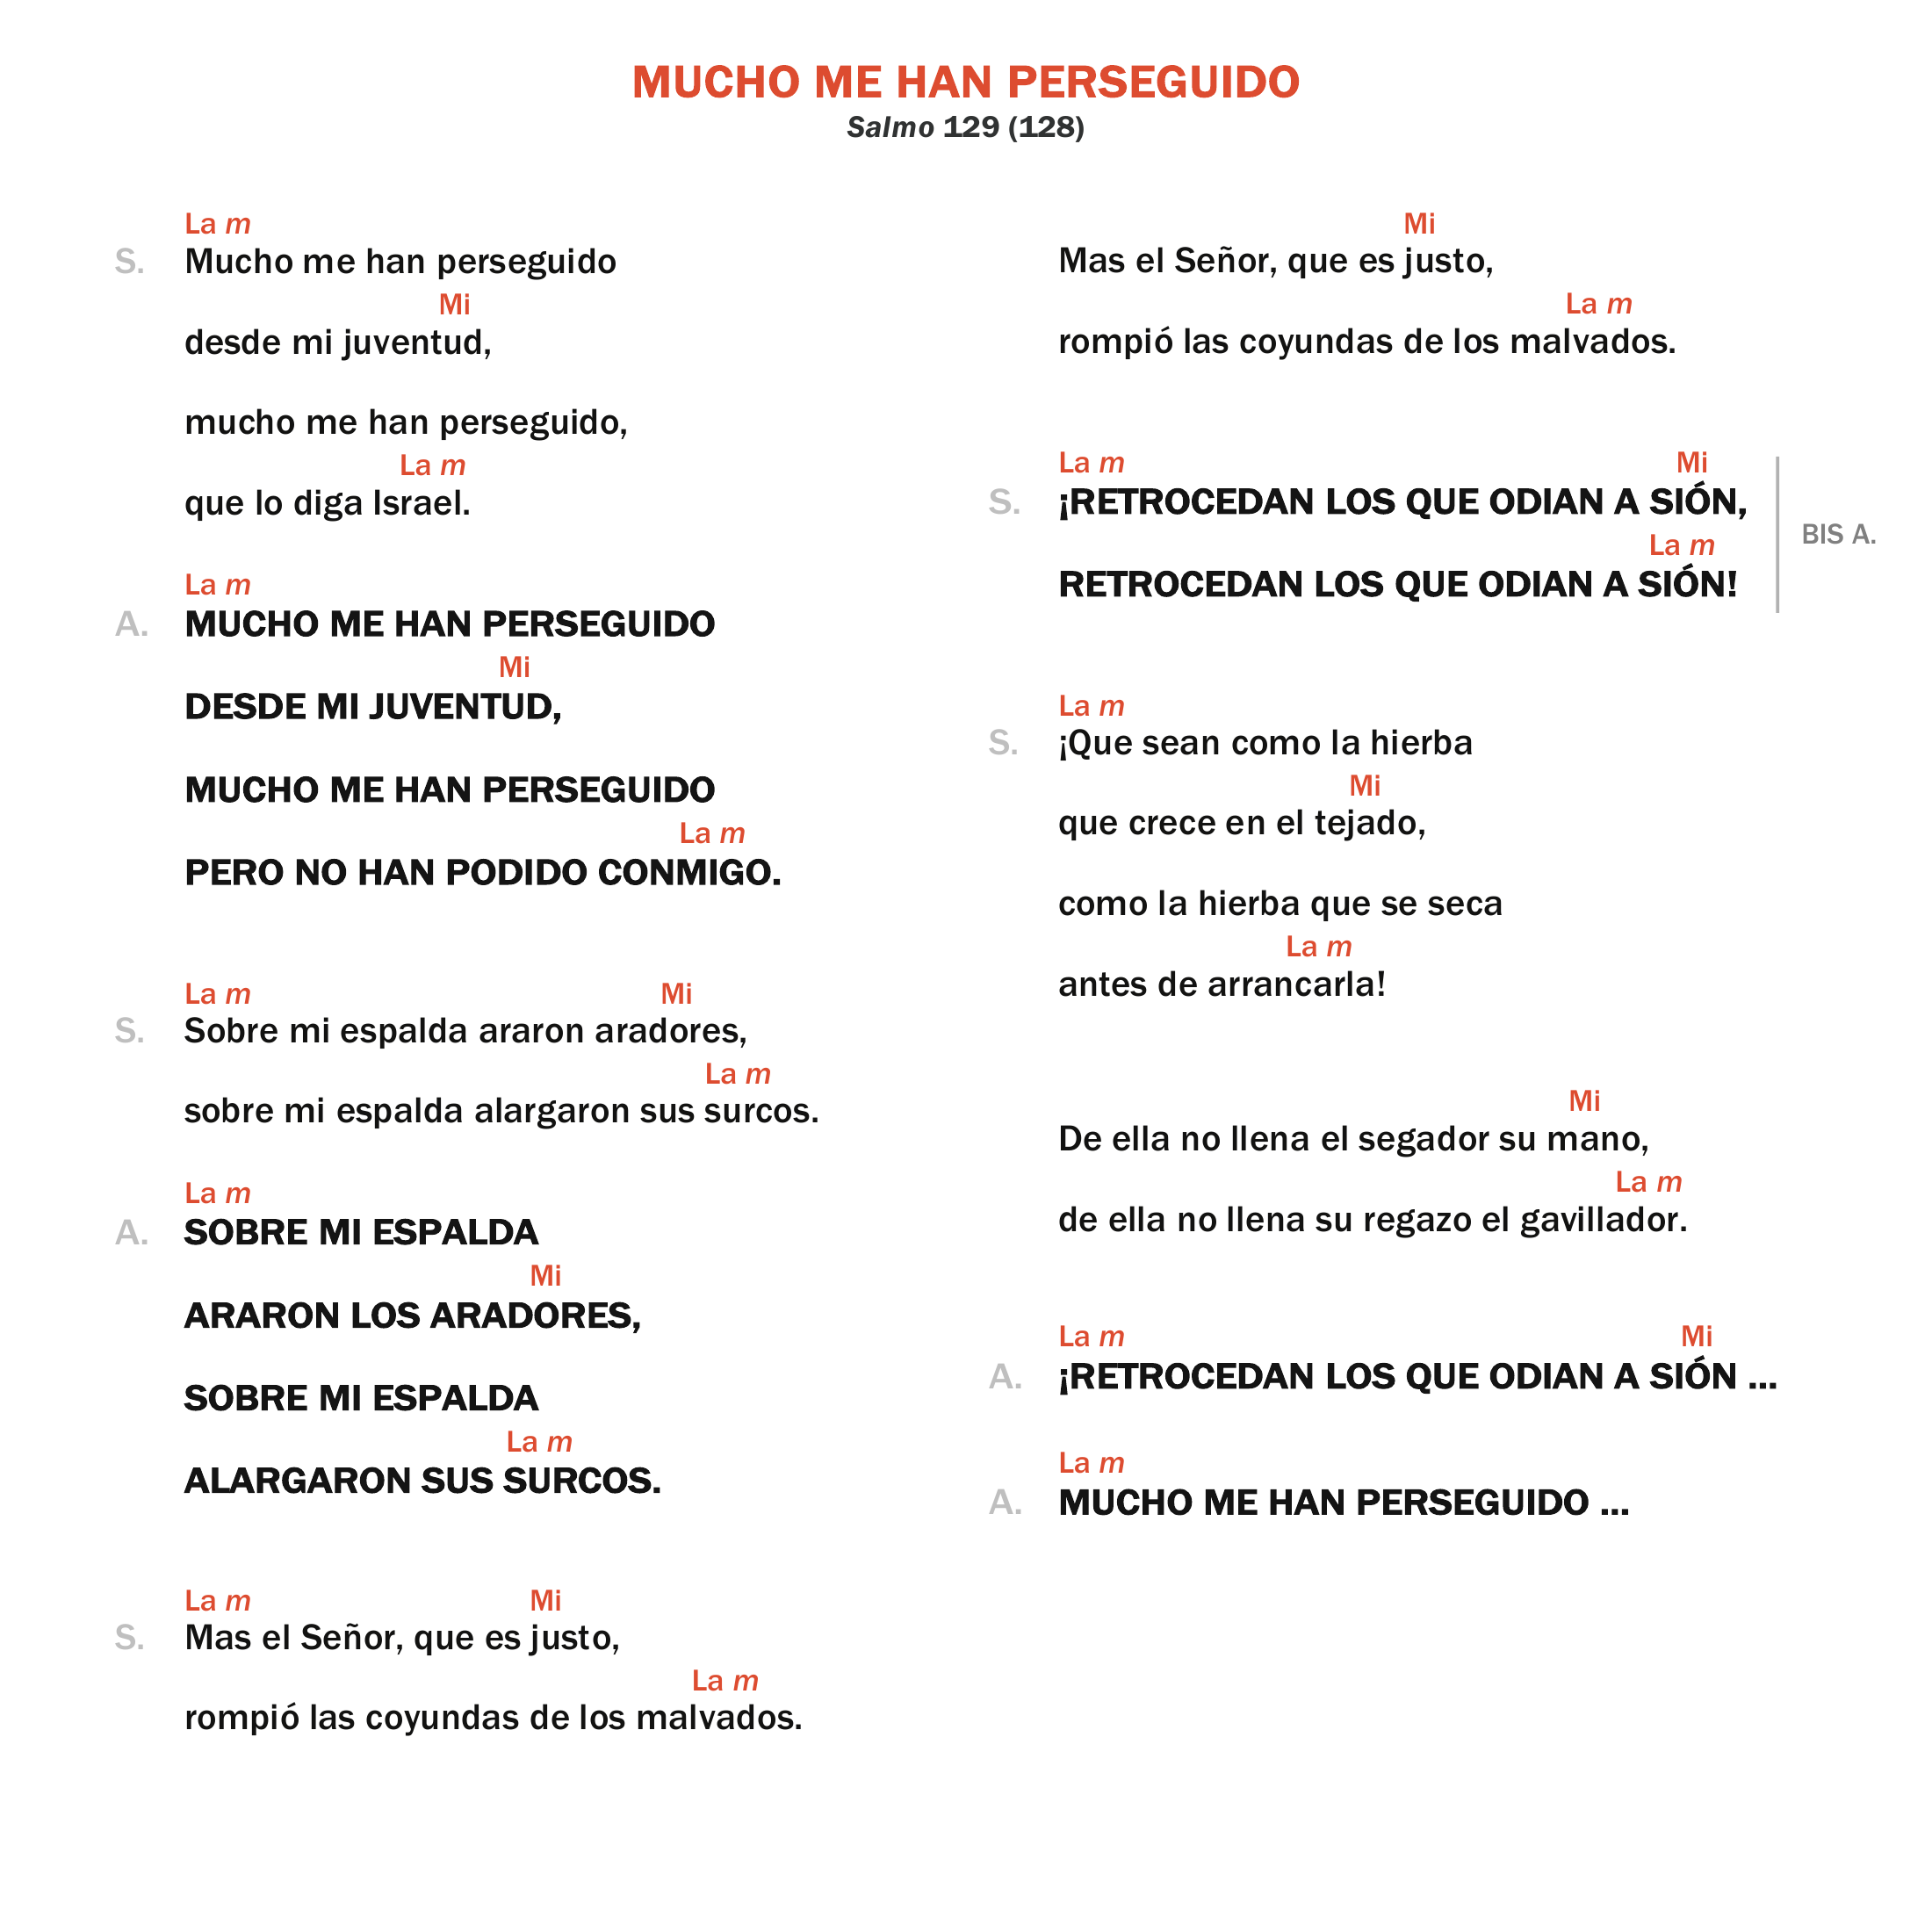 MUCHO ME HAN PERSEGUIDO
Salmo 129 (128)
La m
S. Mucho me han perseguido
Mi
desde mi juventud,
mucho me han perseguido,
La m
que lo diga Israel.
La m
A. MUCHO ME HAN PERSEGUIDO
Mi
DESDE MI JUVENTUD,
MUCHO ME HAN PERSEGUIDO
La m
PERO NO HAN PODIDO CONMIGO.
La m Mi
S. Sobre mi espalda araron aradores,
La m
sobre mi espalda alargaron sus surcos.
La m
A. SOBRE MI ESPALDA
Mi
ARARON LOS ARADORES,
SOBRE MI ESPALDA
La m
ALARGARON SUS SURCOS.
La m Mi
S. Mas el Señor, que es justo,
La m
rompió las coyundas de los malvados.
Mi
Mas el Señor, que es justo,
La m
rompió las coyundas de los malvados.
La m Mi
S. ¡RETROCEDAN LOS QUE ODIAN A SIÓN,
BIS A.
La m
RETROCEDAN LOS QUE ODIAN A SIÓN!
La m
S. ¡Que sean como la hierba
Mi
que crece en el tejado,
como la hierba que se seca
La m
antes de arrancarla!
Mi
De ella no llena el segador su mano,
La m
de ella no llena su regazo el gavillador.
La m Mi
A. ¡RETROCEDAN LOS QUE ODIAN A SIÓN ...
La m
A. MUCHO ME HAN PERSEGUIDO ...